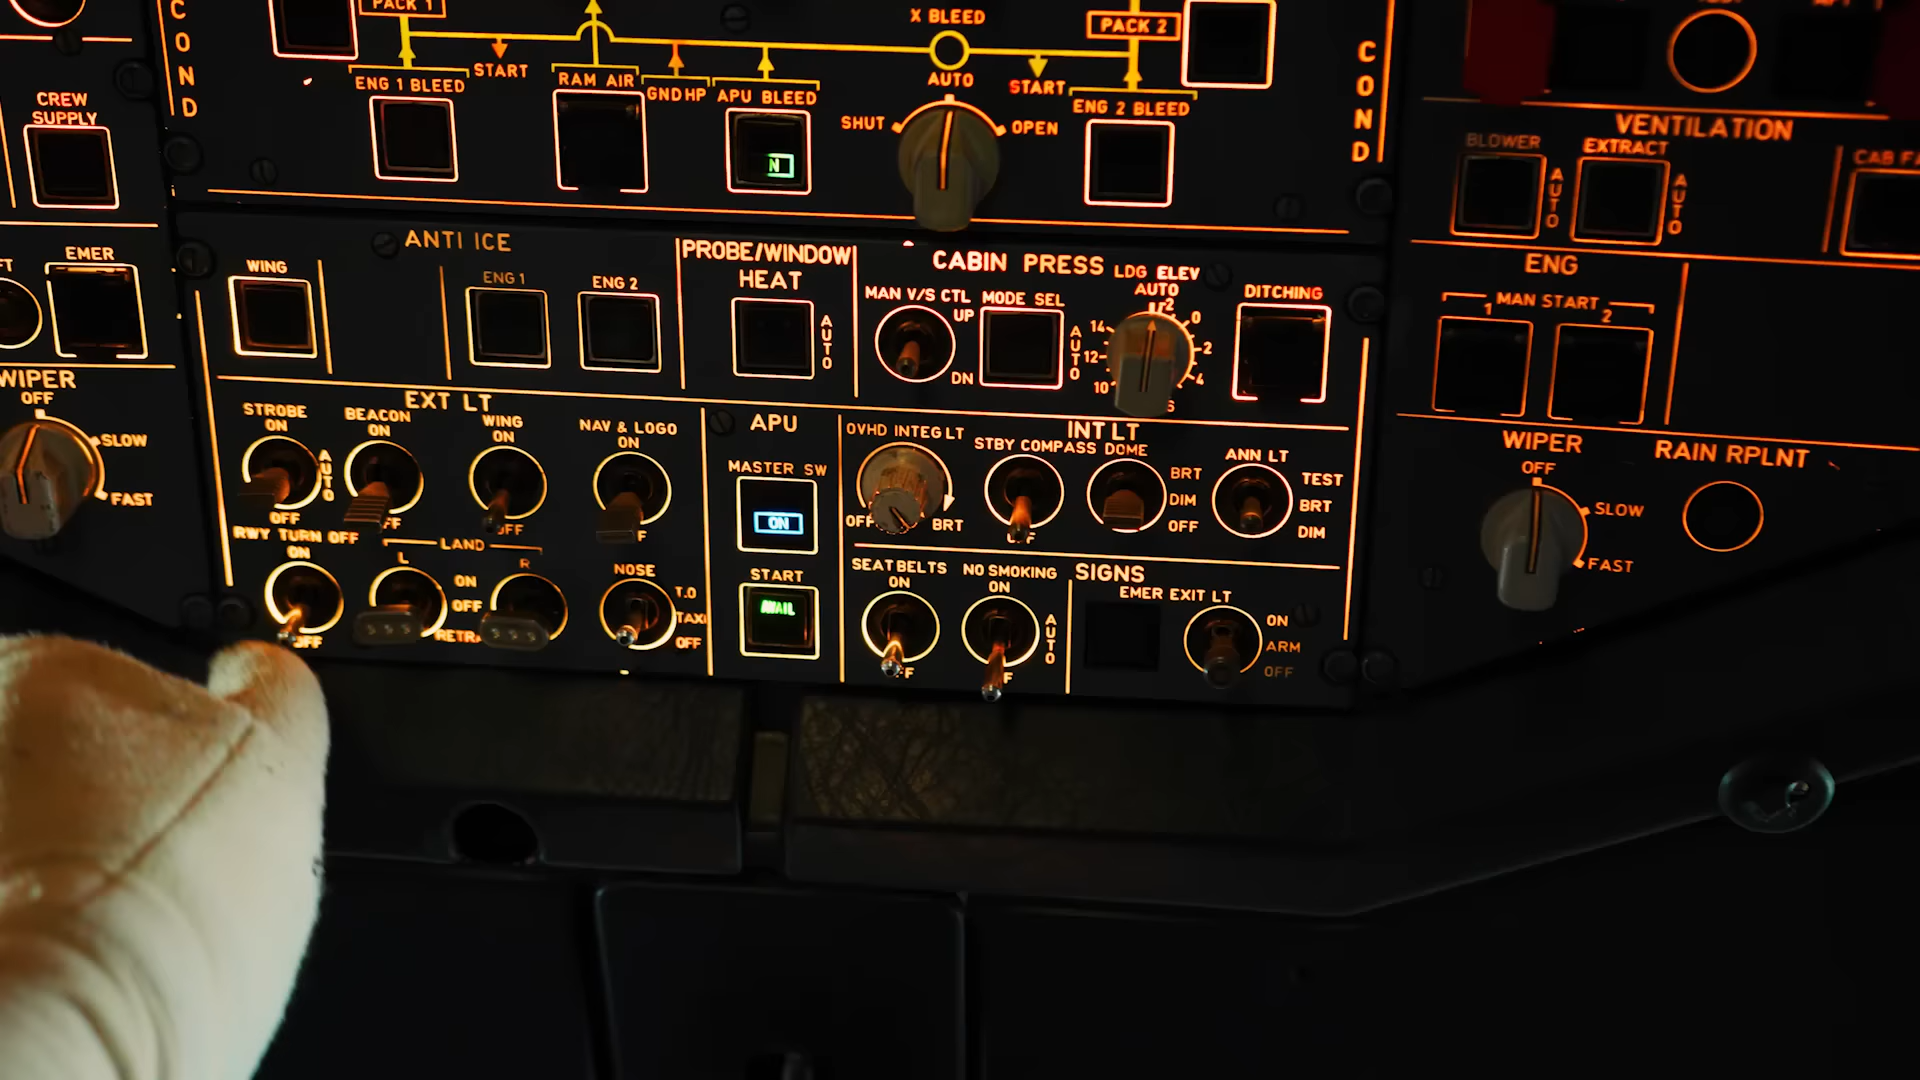 PACK 1
X BLEED
PACK 2
COND
START
ENG 1 BLEED
RAM AIR
GND HP
APU BLEED
AUTO
START
ENG 2 BLEED
COND
SHUT
OPEN
CREW
SUPPLY
VENTILATION
BLOWER
EXTRACT
AUTO
AUTO
EMER
ANTI ICE
WING
ENG 1
ENG 2
PROBE/WINDOW
HEAT
AUTO
CABIN PRESS
LDG ELEV
AUTO
MAN V/S CTL
UP
DN
MODE SEL
AUTO
14
12
10
2
0
2
4
DITCHING
ENG
MAN START
1
2
WIPER
OFF
SLOW
FAST
EXT LT
STROBE
ON
AUTO
OFF
BEACON
ON
WING
ON
OFF
NAV & LOGO
ON
RWY TURN OFF
ON
OFF
LAND
L
R
ON
OFF
NOSE
T.O
TAXI
OFF
APU
MASTER SW
ON
START
AVAIL
INT LT
OVHD INTEG LT
OFF
BRT
STBY COMPASS
DOME
BRT
DIM
OFF
ANN LT
TEST
BRT
DIM
SIGNS
SEAT BELTS
ON
NO SMOKING
ON
AUTO
EMER EXIT LT
ON
ARM
OFF
WIPER
OFF
SLOW
FAST
RAIN RPLNT